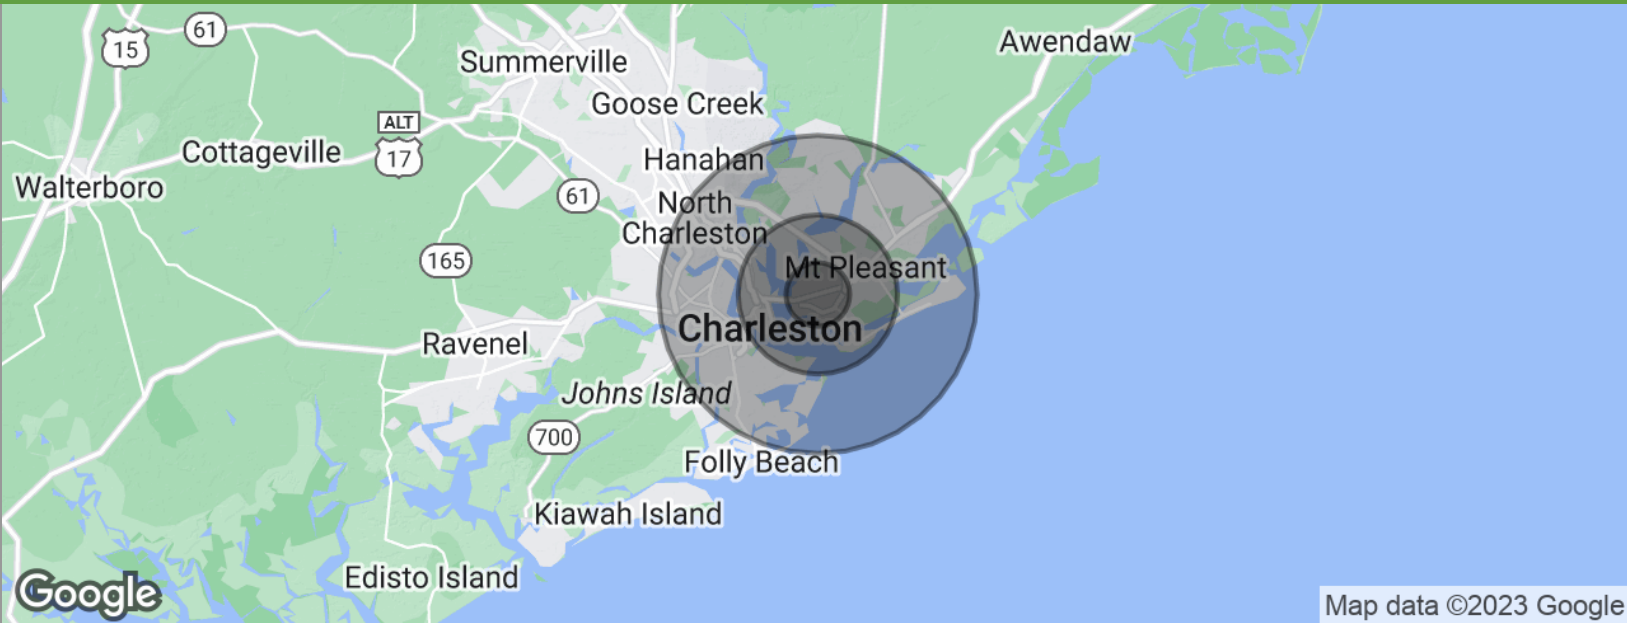 61
15
Awendaw
Summerville
Goose Creek
ALT
17
Cottageville
Hanahan
Walterboro
61
North
Charleston
165
Mt Pleasant
Charleston
Ravenel
Johns Island
700
Folly Beach
Kiawah Island
Edisto Island
Google
Map data ©2023 Google